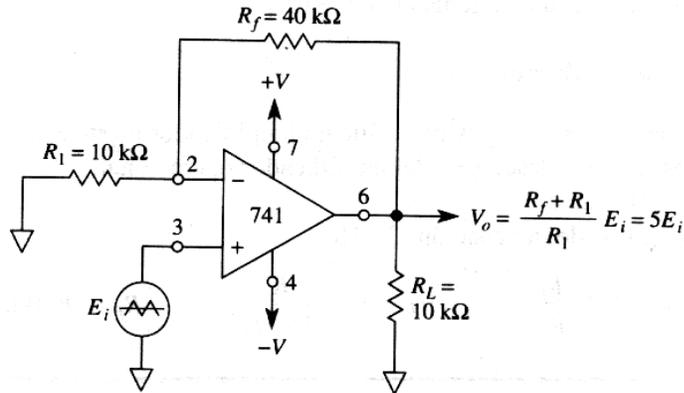 R_f = 40 kΩ
+V
7
R_1 = 10 kΩ
2
−
741
6
V_o = (R_f + R_1) / R_1 E_i = 5E_i
3
+
4
R_L =
10 kΩ
E_i
−V